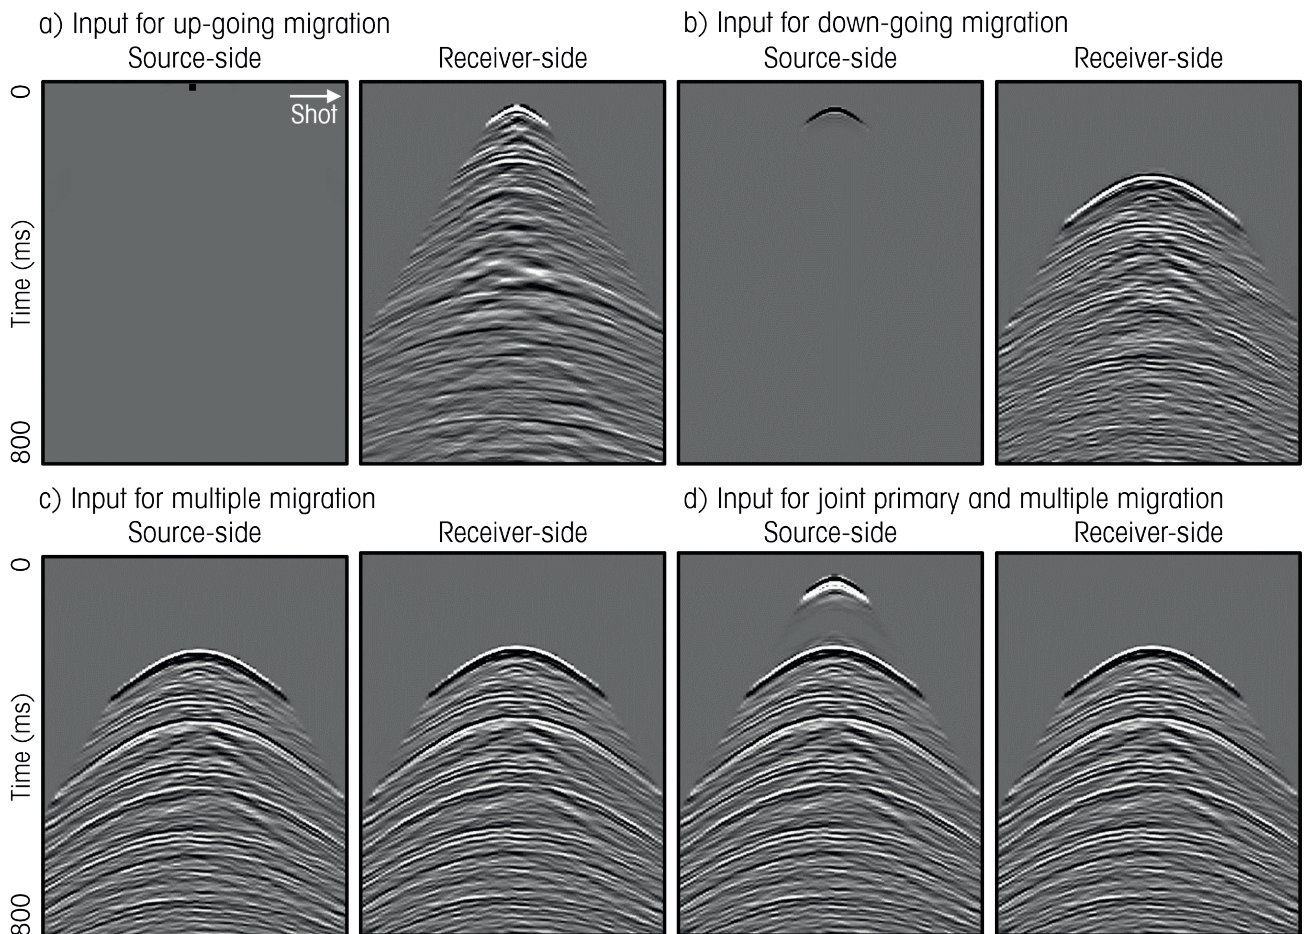 a) Input for up-going migration
Source-side Receiver-side
b) Input for down-going migration
Source-side Receiver-side
0
Shot
Time (ms)
800
c) Input for multiple migration
Source-side Receiver-side
d) Input for joint primary and multiple migration
Source-side Receiver-side
0
Time (ms)
800